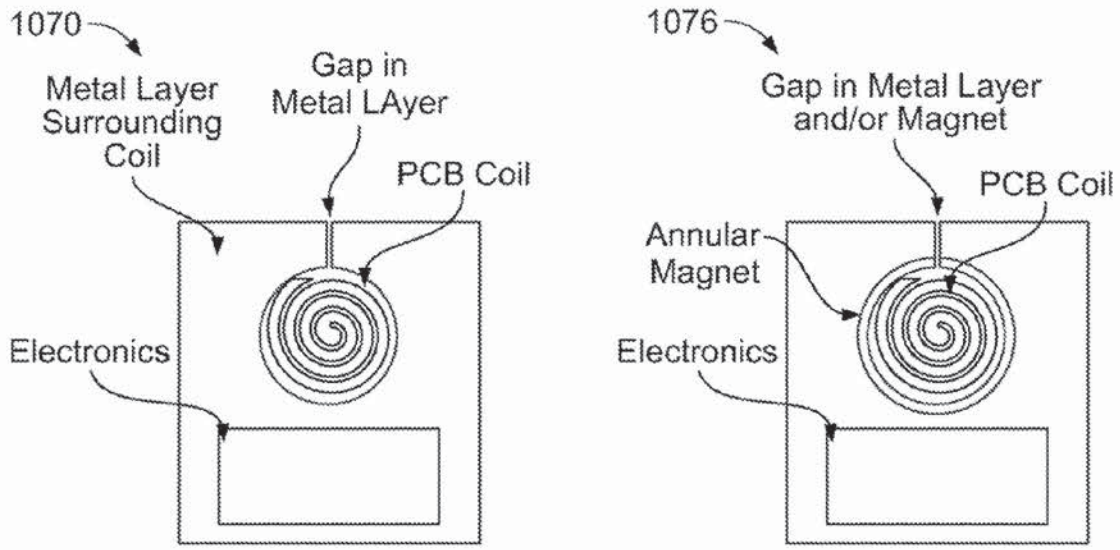 1070
Metal Layer
Surrounding
Coil
Gap in
Metal LAyer
PCB Coil
Electronics
1076
Gap in Metal Layer
and/or Magnet
PCB Coil
Annular
Magnet
Electronics